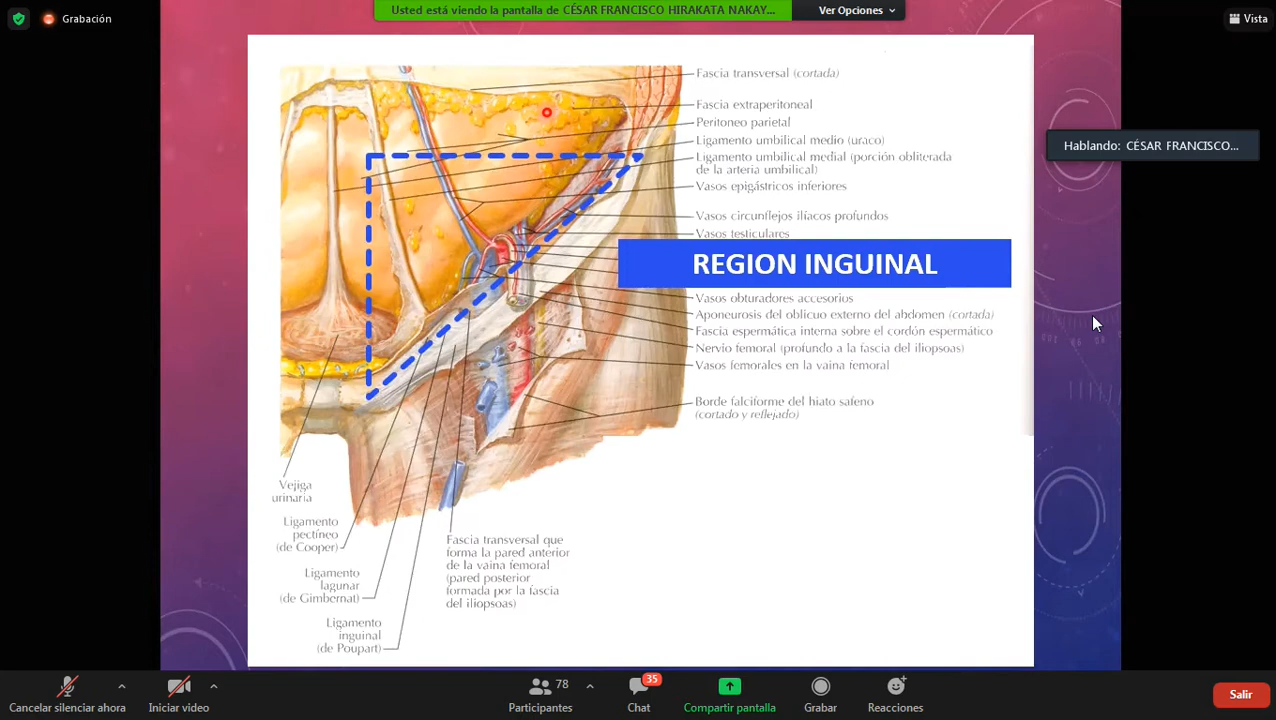 Grabación
Usted está viendo la pantalla de CÉSAR FRANCISCO HIRAKATA NAKAY...
Ver Opciones
Vista
Hablando: CÉSAR FRANCISCO...
Fascia transversal (cortada)
Fascia extraperitoneal
Peritoneo parietal
Ligamento umbilical medio (uraco)
Ligamento umbilical medial (porción obliterada
de la arteria umbilical)
Vasos epigástricos inferiores
Vasos circunflejos ilíacos profundos
Vasos testiculares
REGION INGUINAL
Vasos obturadores accesorios
Aponeurosis del oblicuo externo del abdomen (cortada)
Fascia espermática interna sobre el cordón espermático
Nervio femoral (profundo a la fascia del iliopsoas)
Vasos femorales en la vaina femoral
Borde falciforme del hiato safeno
(cortado y reflejado)
Vejiga
urinaria
Ligamento
pectíneo
(de Cooper)
Ligamento
lagunar
(de Gimbernat)
Ligamento
inguinal
(de Poupart)
Fascia transversal que
forma la pared anterior
de la vaina femoral
(pared posterior
formada por la fascia
del iliopsoas)
Cancelar silenciar ahora
Iniciar video
78
Participantes
35
Chat
Compartir pantalla
Grabar
Reacciones
Salir